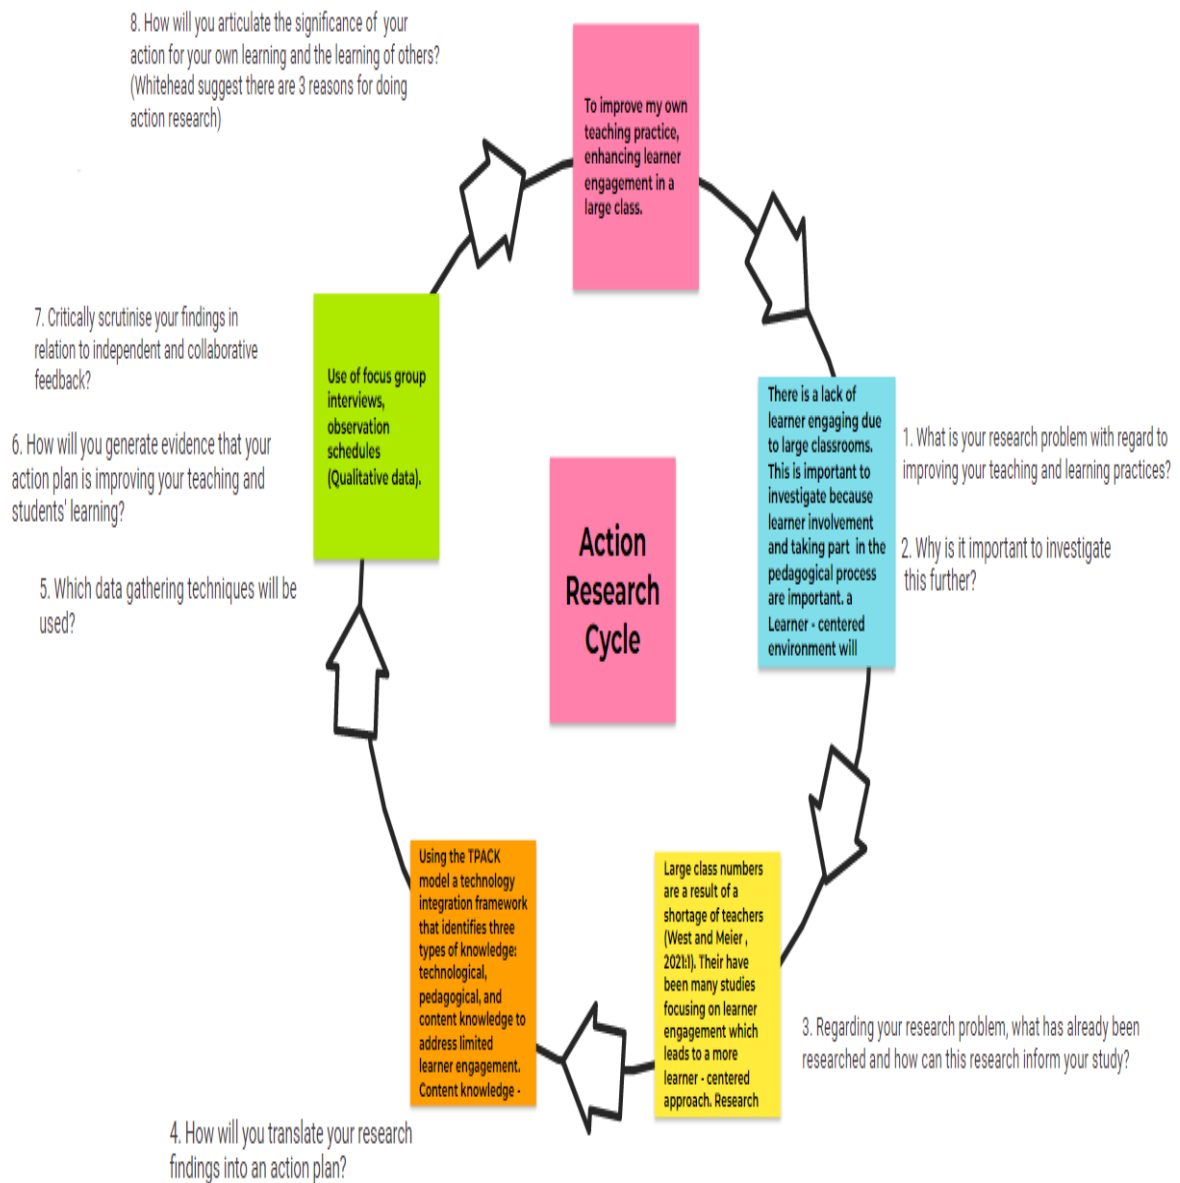 8. How will you articulate the significance of your
action for your own learning and the learning of others?
(Whitehead suggest there are 3 reasons for doing
action research)
To improve my own
teaching practice,
enhancing learner
engagement in a
large class.
There is a lack of
learner engaging due
to large classrooms.
This is important to
investigate because
learner involvement
and taking part in the
pedagogical process
are important. a
Learner - centered
environment will
1. What is your research problem with regard to
improving your teaching and learning practices?
2. Why is it important to investigate
this further?
Large class numbers
are a result of a
shortage of teachers
(West and Meier ,
2021:1). Their have
been many studies
focusing on learner
engagement which
leads to a more
learner - centered
approach. Research
3. Regarding your research problem, what has already been
researched and how can this research inform your study?
Using the TPACK
model a technology
integration framework
that identifies three
types of knowledge:
technological,
pedagogical, and
content knowledge to
address limited
learner engagement.
Content knowledge -
4. How will you translate your research
findings into an action plan?
Use of focus group
interviews,
observation
schedules
(Qualitative data).
5. Which data gathering techniques will be
used?
6. How will you generate evidence that your
action plan is improving your teaching and
students' learning?
7. Critically scrutinise your findings in
relation to independent and collaborative
feedback?
Action
Research
Cycle